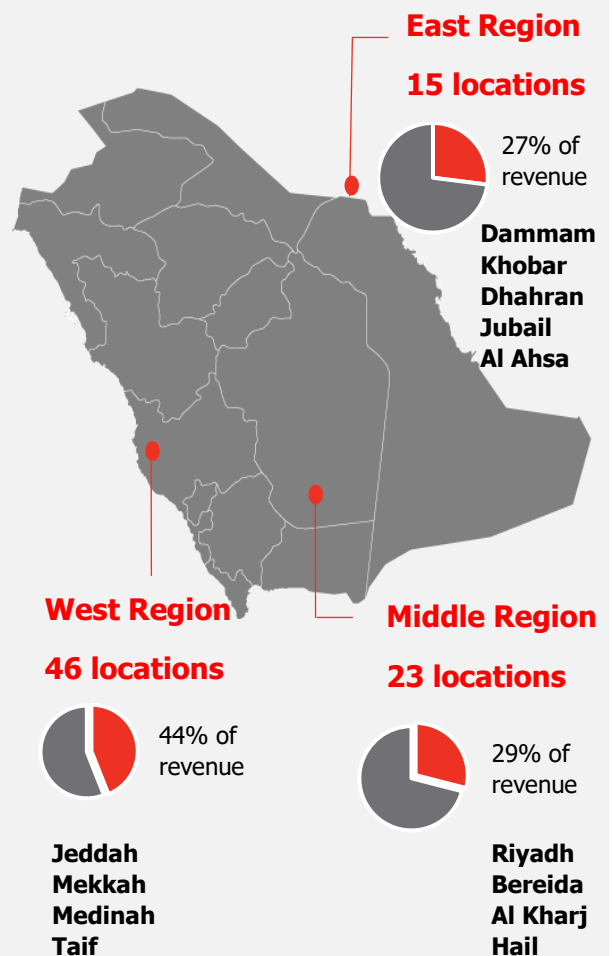 East Region
15 locations
27% of
revenue
Dammam
Khobar
Dhahran
Jubail
Al Ahsa
West Region
46 locations
44% of
revenue
Jeddah
Mekkah
Medinah
Taif
Middle Region
23 locations
29% of
revenue
Riyadh
Bereida
Al Kharj
Hail